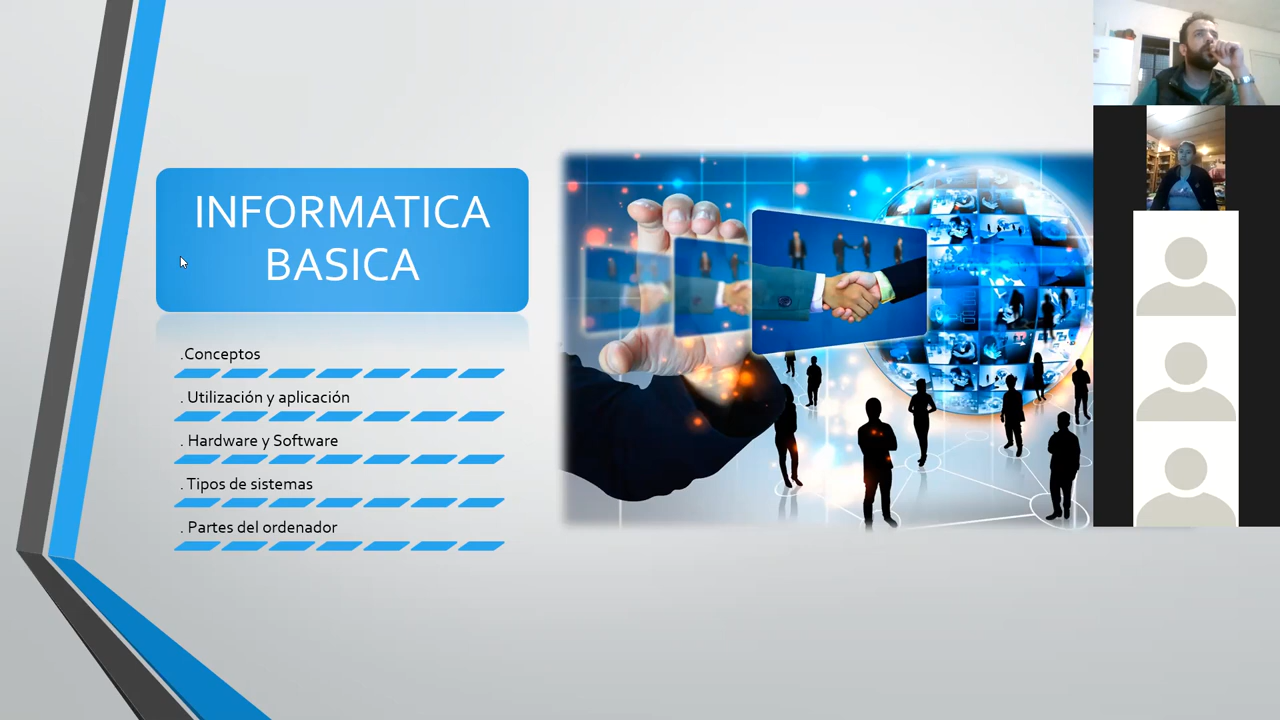 INFORMATICA
BASICA
.Conceptos
. Utilización y aplicación
. Hardware y Software
. Tipos de sistemas
. Partes del ordenador